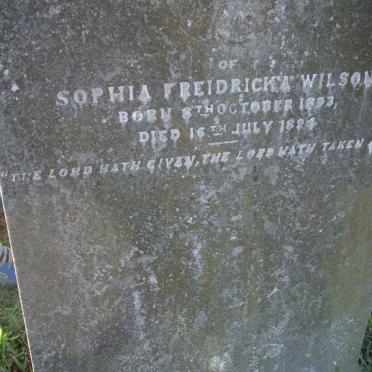 OF
SOPHIA FREIDRICKA WILSON
BORN 8TH OCTOBER 1893,
DIED 16TH JULY 1894
"THE LORD HATH GIVEN, THE LORD HATH TAKEN